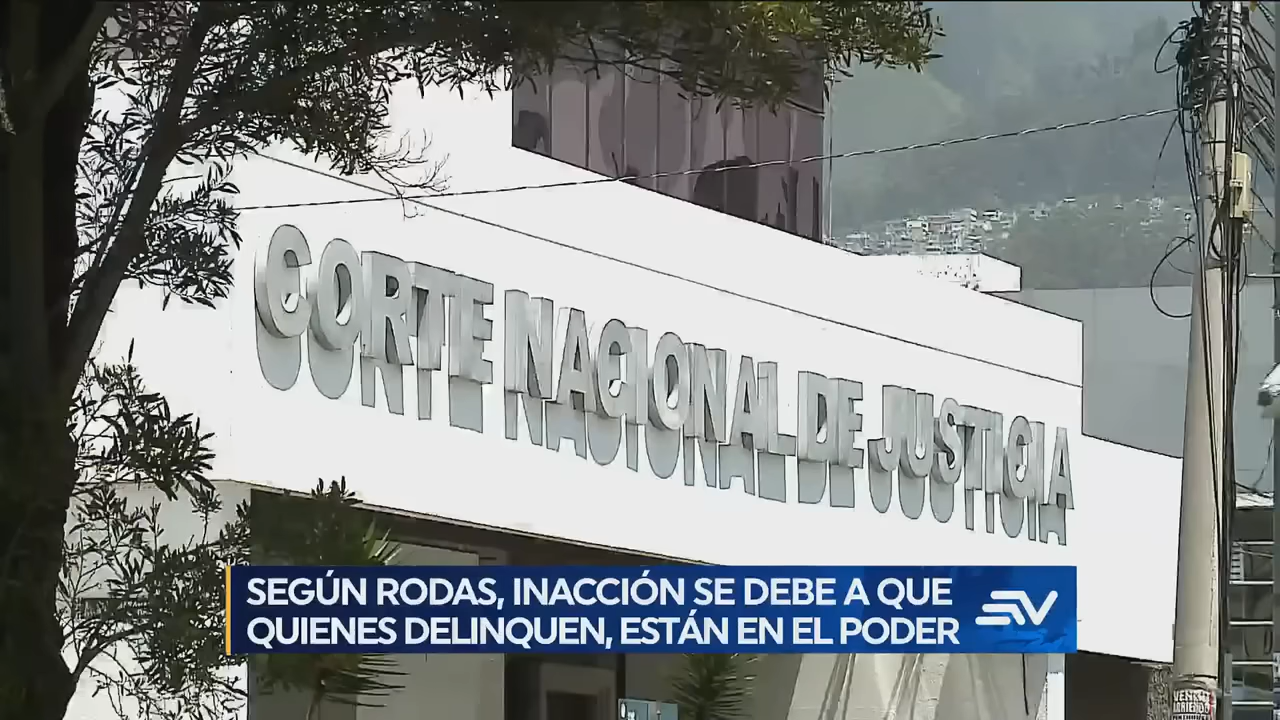 CORTE NACIONAL DE JUSTICIA
SEGÚN RODAS, INACCIÓN SE DEBE A QUE
QUIENES DELINQUEN, ESTÁN EN EL PODER